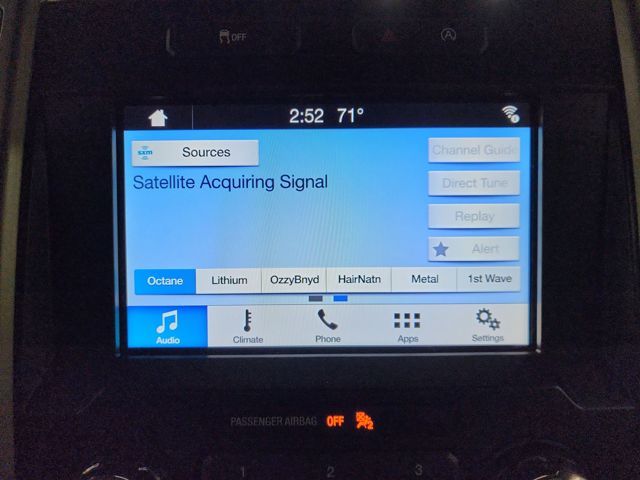 OFF
2:52 71°
sxm Sources
Channel Guide
Satellite Acquiring Signal
Direct Tune
Replay
Alert
Octane Lithium OzzyBnyd HairNatn Metal 1st Wave
Audio Climate Phone Apps Settings
PASSENGER AIRBAG OFF 2
1 2 3